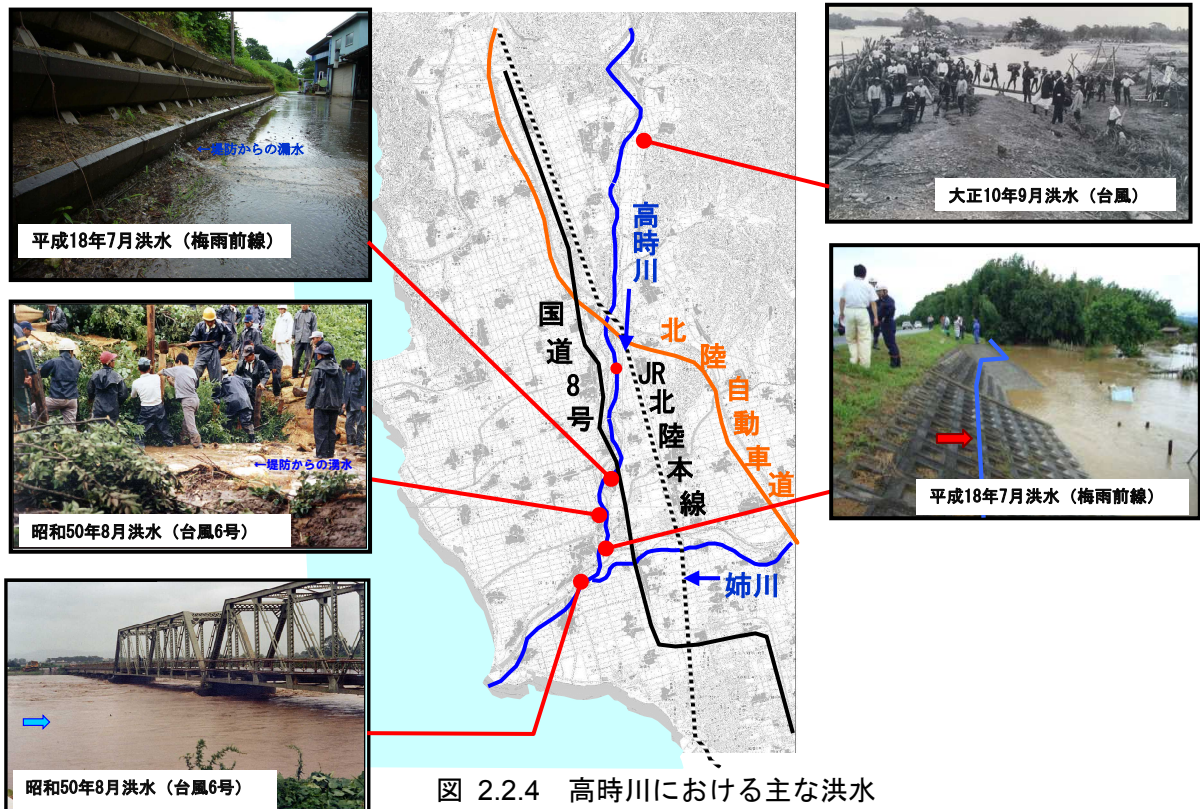 ←堤防からの漏水
平成18年7月洪水（梅雨前線）
大正10年9月洪水（台風）
高時川
国道8号
北陸自動車道
JR北陸本線
←堤防からの湧水
昭和50年8月洪水（台風6号）
平成18年7月洪水（梅雨前線）
姉川
昭和50年8月洪水（台風6号）
図 2.2.4　高時川における主な洪水